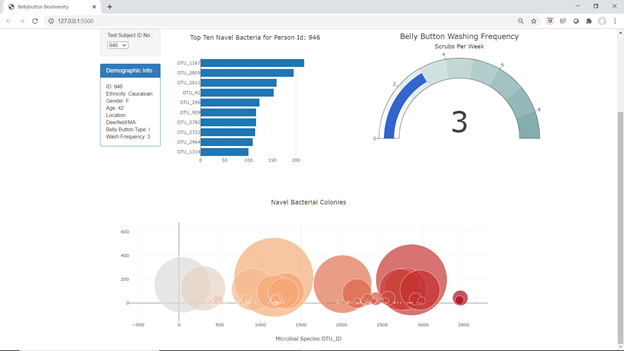 Bellybutton Biodiversity
127.0.0.1:5500
Test Subject ID No.
946
Demographic Info
ID: 946
Ethnicity: Caucasian
Gender: F
Age: 42
Location:
Deerfield/MA
Belly Button Type: I
Wash Frequency: 3
Top Ten Navel Bacteria for Person Id: 946
OTU_1167
OTU_2859
OTU_2011
OTU_41
OTU_296
OTU_909
OTU_2782
OTU_2722
OTU_2964
OTU_1314
0 50 100 150 200
Belly Button Washing Frequency
Scrubs Per Week
0 2 4 6 8
3
Navel Bacterial Colonies
600
400
200
0
−500 0 500 1000 1500 2000 2500 3000 3500
Microbial Species OTU_ID